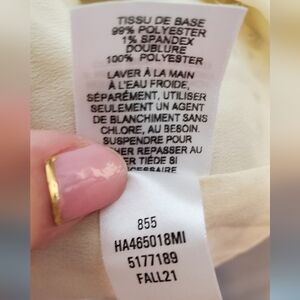 TISSU DE BASE
99% POLYESTER
1% SPANDEX
DOUBLURE
100% POLYESTER
LAVER À LA MAIN
À L'EAU FROIDE,
SÉPARÉMENT, UTILISER
SEULEMENT UN AGENT
DE BLANCHIMENT SANS
CHLORE, AU BESOIN.
SUSPENDRE POUR
REPASSER AU
TIÈDE SI
855
HA465018MI
5177189
FALL21